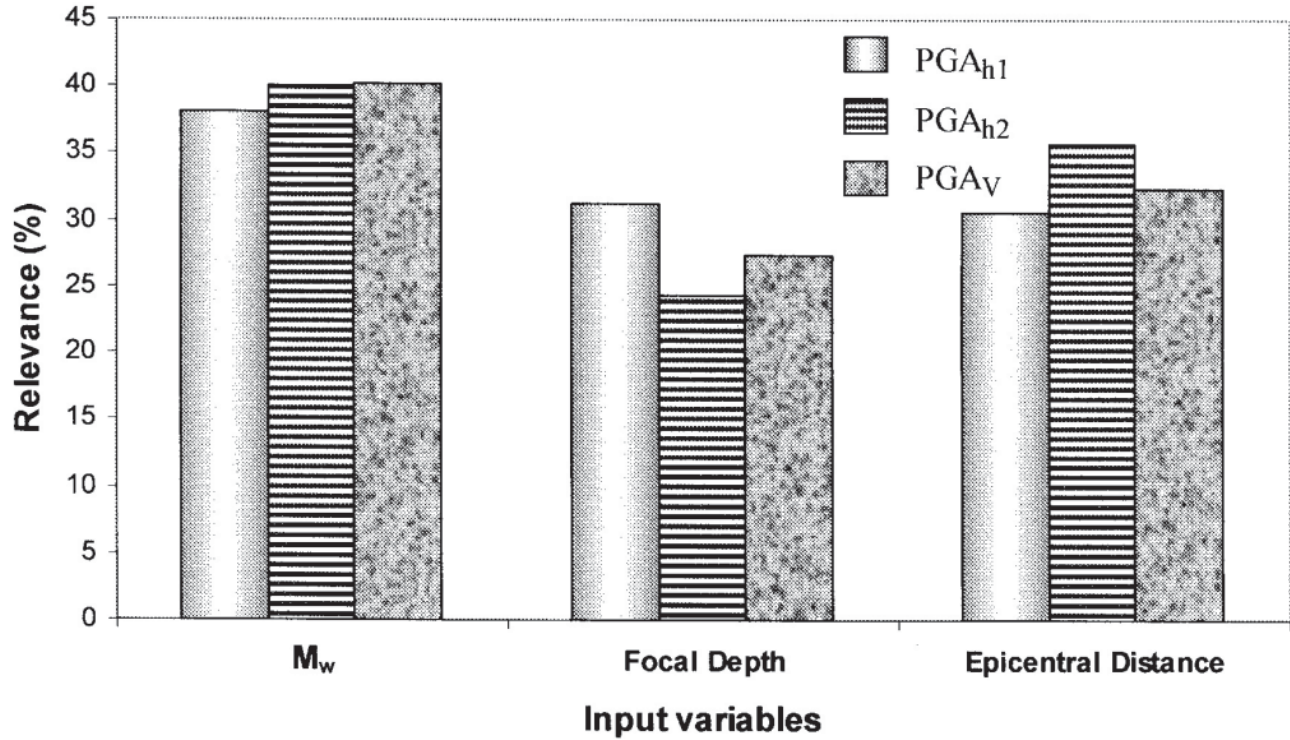 45
40
35
30
25
20
15
10
5
0
Relevance (%)
PGAh1
PGAh2
PGAV
Mw
Focal Depth
Epicentral Distance
Input variables